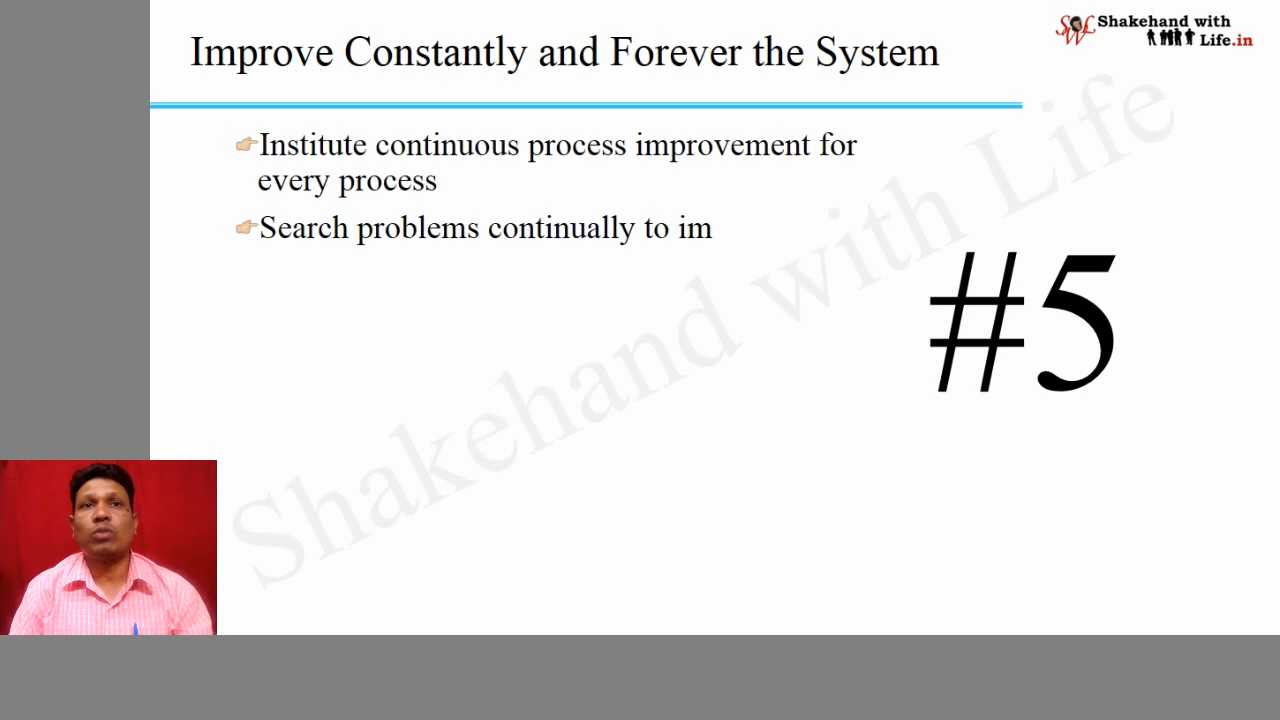 Improve Constantly and Forever the System
SWL
Shakehand with
Life.in
Institute continuous process improvement for
every process
Search problems continually to im
#5
Shakehand with Life